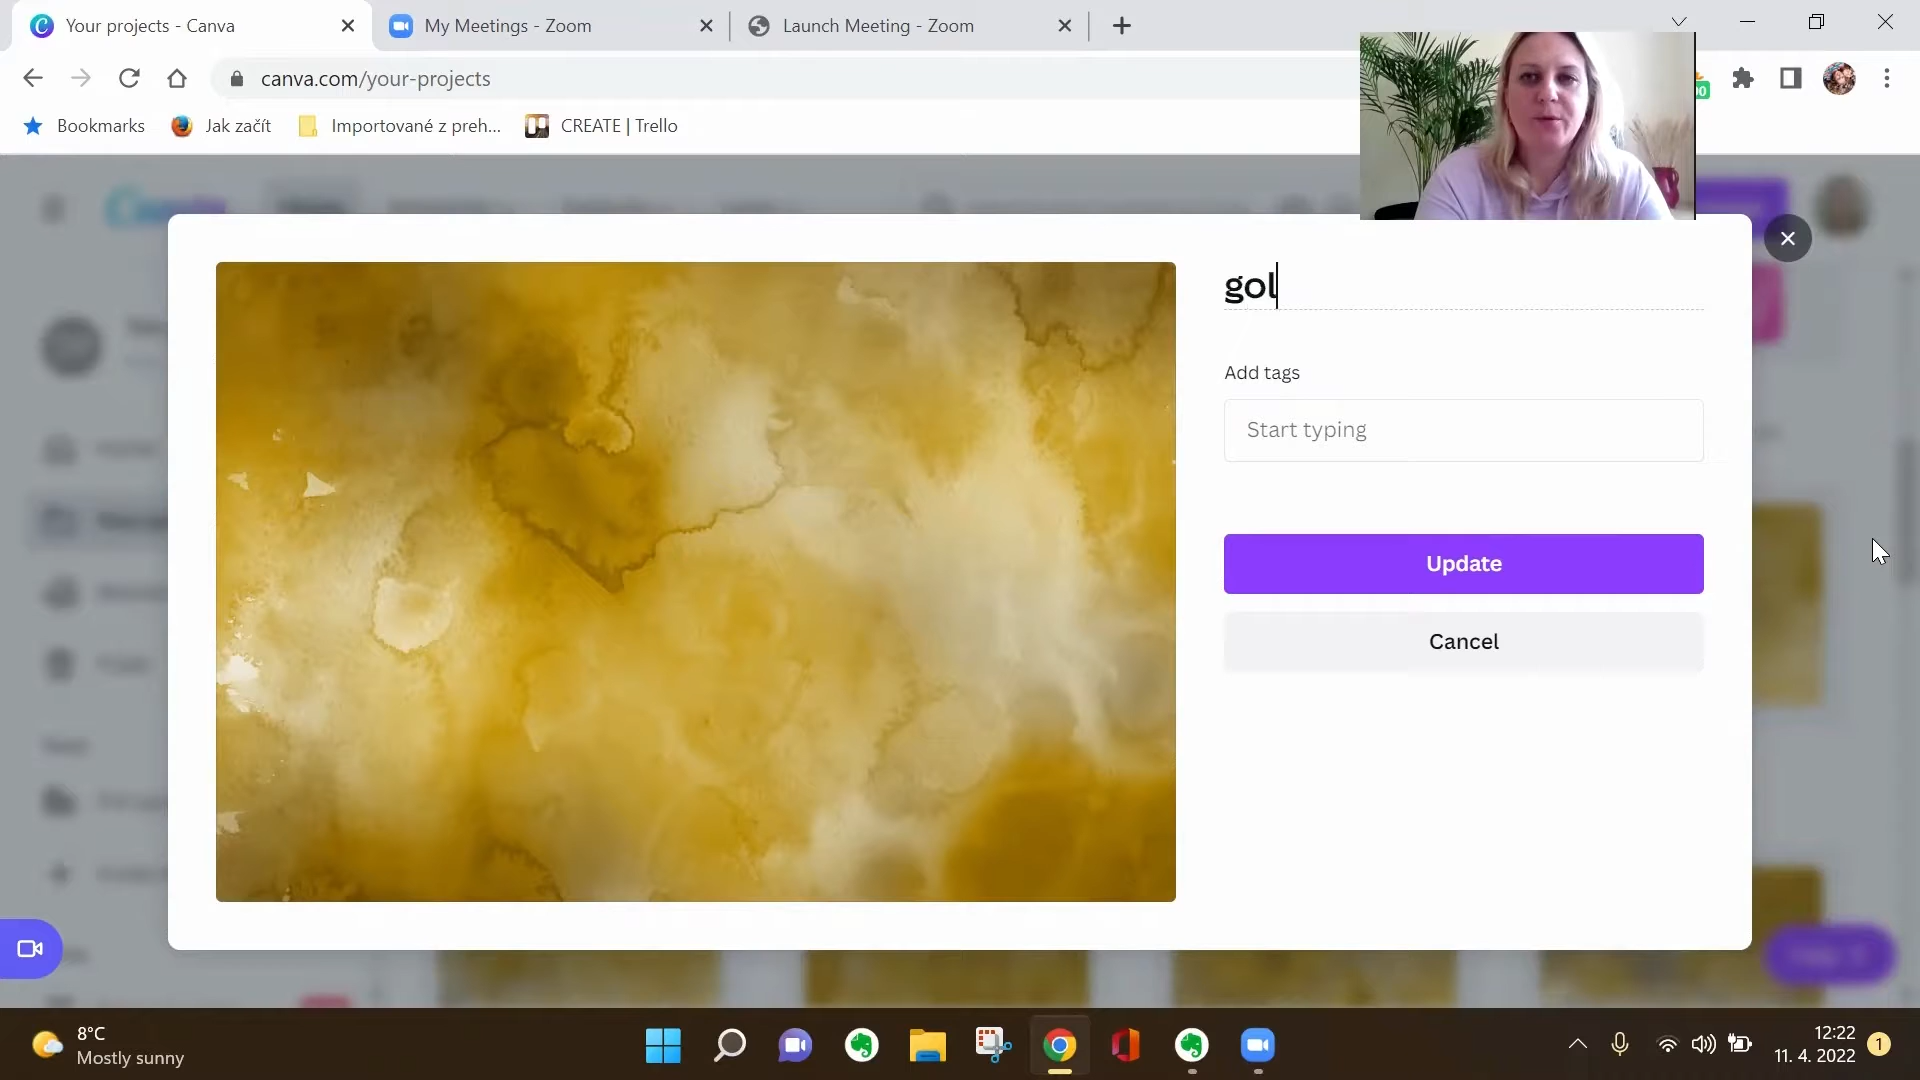 Your projects - Canva
My Meetings - Zoom
Launch Meeting - Zoom
canva.com/your-projects
Bookmarks
Jak začít
Importované z preh...
CREATE | Trello
gol
Add tags
Start typing
Update
Cancel
8°C
Mostly sunny
12:22
11. 4. 2022
1